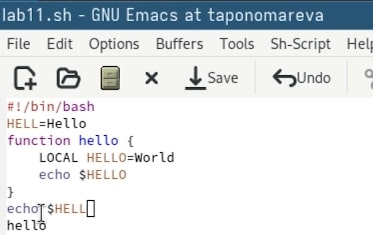 lab11.sh - GNU Emacs at taponomareva
File Edit Options Buffers Tools Sh-Script Help
Save Undo
#!/bin/bash
HELL=Hello
function hello {
    LOCAL HELLO=World
    echo $HELLO
}
echo $HELL
hello